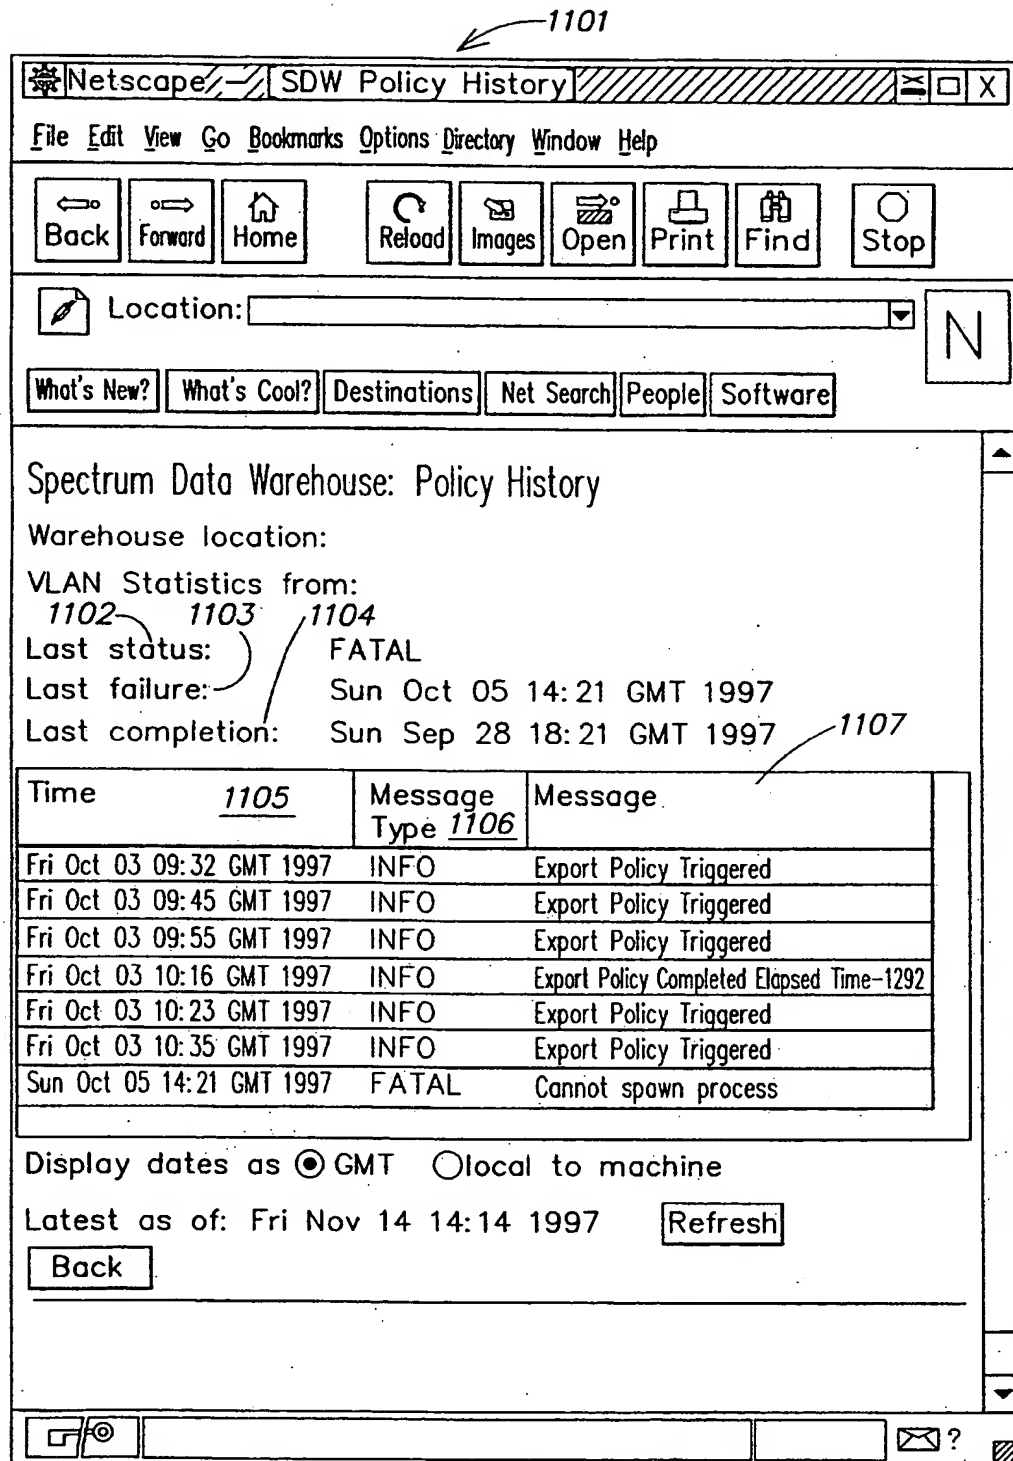 1101
Netscape - SDW Policy History X
File Edit View Go Bookmarks Options Directory Window Help
Back Forward Home Reload Images Open Print Find Stop
Location: N
What's New? What's Cool? Destinations Net Search People Software
Spectrum Data Warehouse: Policy History
Warehouse location:
VLAN Statistics from:
1102 1103 1104
Last status: FATAL
Last failure: Sun Oct 05 14:21 GMT 1997
Last completion: Sun Sep 28 18:21 GMT 1997
1107
Time 1105 Message Type 1106 Message
Fri Oct 03 09:32 GMT 1997 INFO Export Policy Triggered
Fri Oct 03 09:45 GMT 1997 INFO Export Policy Triggered
Fri Oct 03 09:55 GMT 1997 INFO Export Policy Triggered
Fri Oct 03 10:16 GMT 1997 INFO Export Policy Completed Elapsed Time-1292
Fri Oct 03 10:23 GMT 1997 INFO Export Policy Triggered
Fri Oct 03 10:35 GMT 1997 INFO Export Policy Triggered
Sun Oct 05 14:21 GMT 1997 FATAL Cannot spawn process
Display dates as GMT local to machine
Latest as of: Fri Nov 14 14:14 1997 Refresh
Back
?